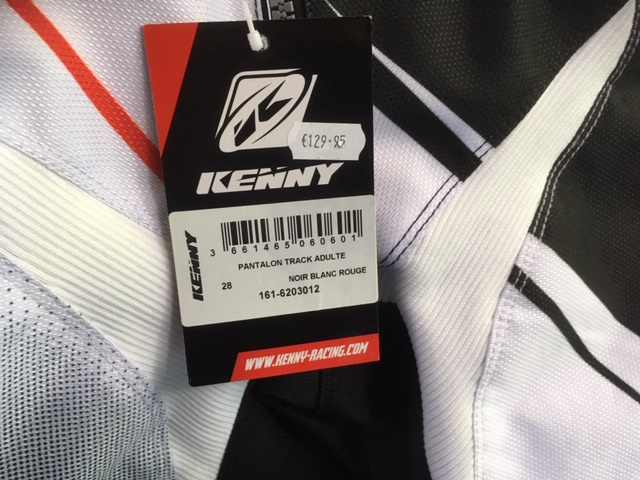 €129.95
KENNY
KENNY
3 661465 060601
PANTALON TRACK ADULTE
28 NOIR BLANC ROUGE
161-6203012
WWW.KENNY-RACING.COM